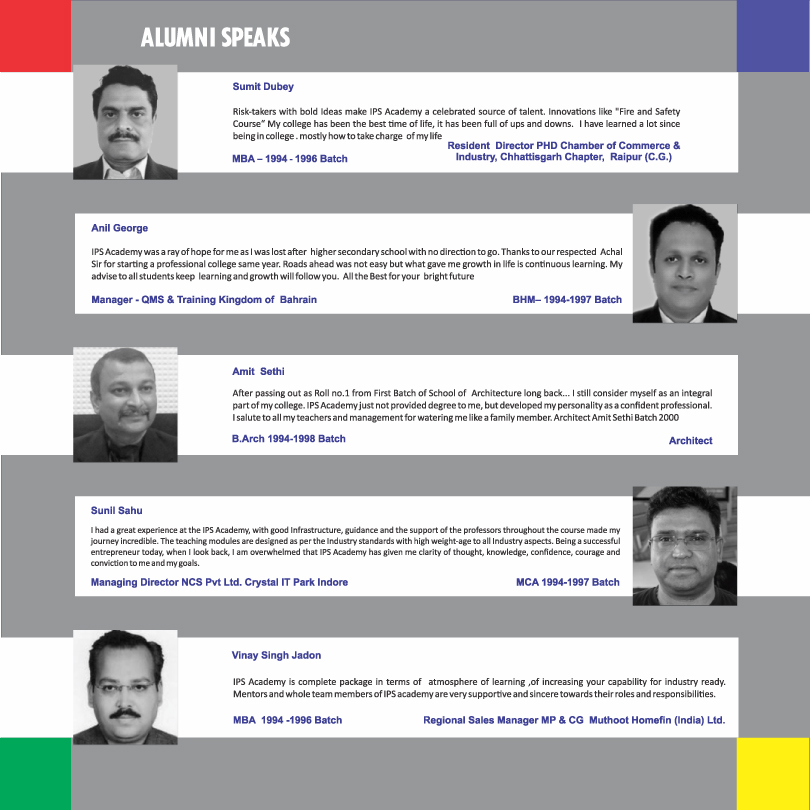 ALUMNI SPEAKS
Sumit Dubey
Risk-takers with bold Ideas make IPS Academy a celebrated source of talent. Innovations like "Fire and Safety
Course" My college has been the best time of life, it has been full of ups and downs. I have learned a lot since
being in college . mostly how to take charge of my life
Resident Director PHD Chamber of Commerce &
Industry, Chhattisgarh Chapter, Raipur (C.G.)
MBA – 1994 - 1996 Batch
Anil George
IPS Academy was a ray of hope for me as I was lost after higher secondary school with no direction to go. Thanks to our respected Achal
Sir for starting a professional college same year. Roads ahead was not easy but what gave me growth in life is continuous learning. My
advise to all students keep learning and growth will follow you. All the Best for your bright future
Manager - QMS & Training Kingdom of Bahrain
BHM– 1994-1997 Batch
Amit Sethi
After passing out as Roll no.1 from First Batch of School of Architecture long back... I still consider myself as an integral
part of my college. IPS Academy just not provided degree to me, but developed my personality as a confident professional.
I salute to all my teachers and management for watering me like a family member. Architect Amit Sethi Batch 2000
B.Arch 1994-1998 Batch
Architect
Sunil Sahu
I had a great experience at the IPS Academy, with good Infrastructure, guidance and the support of the professors throughout the course made my
journey incredible. The teaching modules are designed as per the Industry standards with high weight-age to all Industry aspects. Being a successful
entrepreneur today, when I look back, I am overwhelmed that IPS Academy has given me clarity of thought, knowledge, confidence, courage and
conviction to me and my goals.
Managing Director NCS Pvt Ltd. Crystal IT Park Indore
MCA 1994-1997 Batch
Vinay Singh Jadon
IPS Academy is complete package in terms of atmosphere of learning ,of increasing your capability for industry ready.
Mentors and whole team members of IPS academy are very supportive and sincere towards their roles and responsibilities.
MBA 1994 -1996 Batch
Regional Sales Manager MP & CG Muthoot Homefin (India) Ltd.